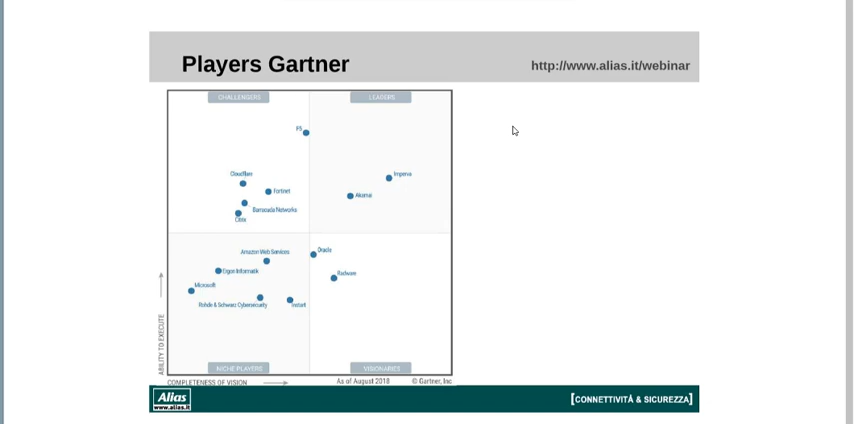 Players Gartner
http://www.alias.it/webinar
CHALLENGERS
LEADERS
F5
Cloudflare
Imperva
Fortinet
Akamai
Barracuda Networks
Citrix
Amazon Web Services
Oracle
Ergon Informatik
Radware
Microsoft
Rohde & Schwarz Cybersecurity
Instart
ABILITY TO EXECUTE
NICHE PLAYERS
VISIONARIES
COMPLETENESS OF VISION
As of August 2018
© Gartner, Inc
Alias
www.alias.it
[CONNETTIVITÁ & SICUREZZA]